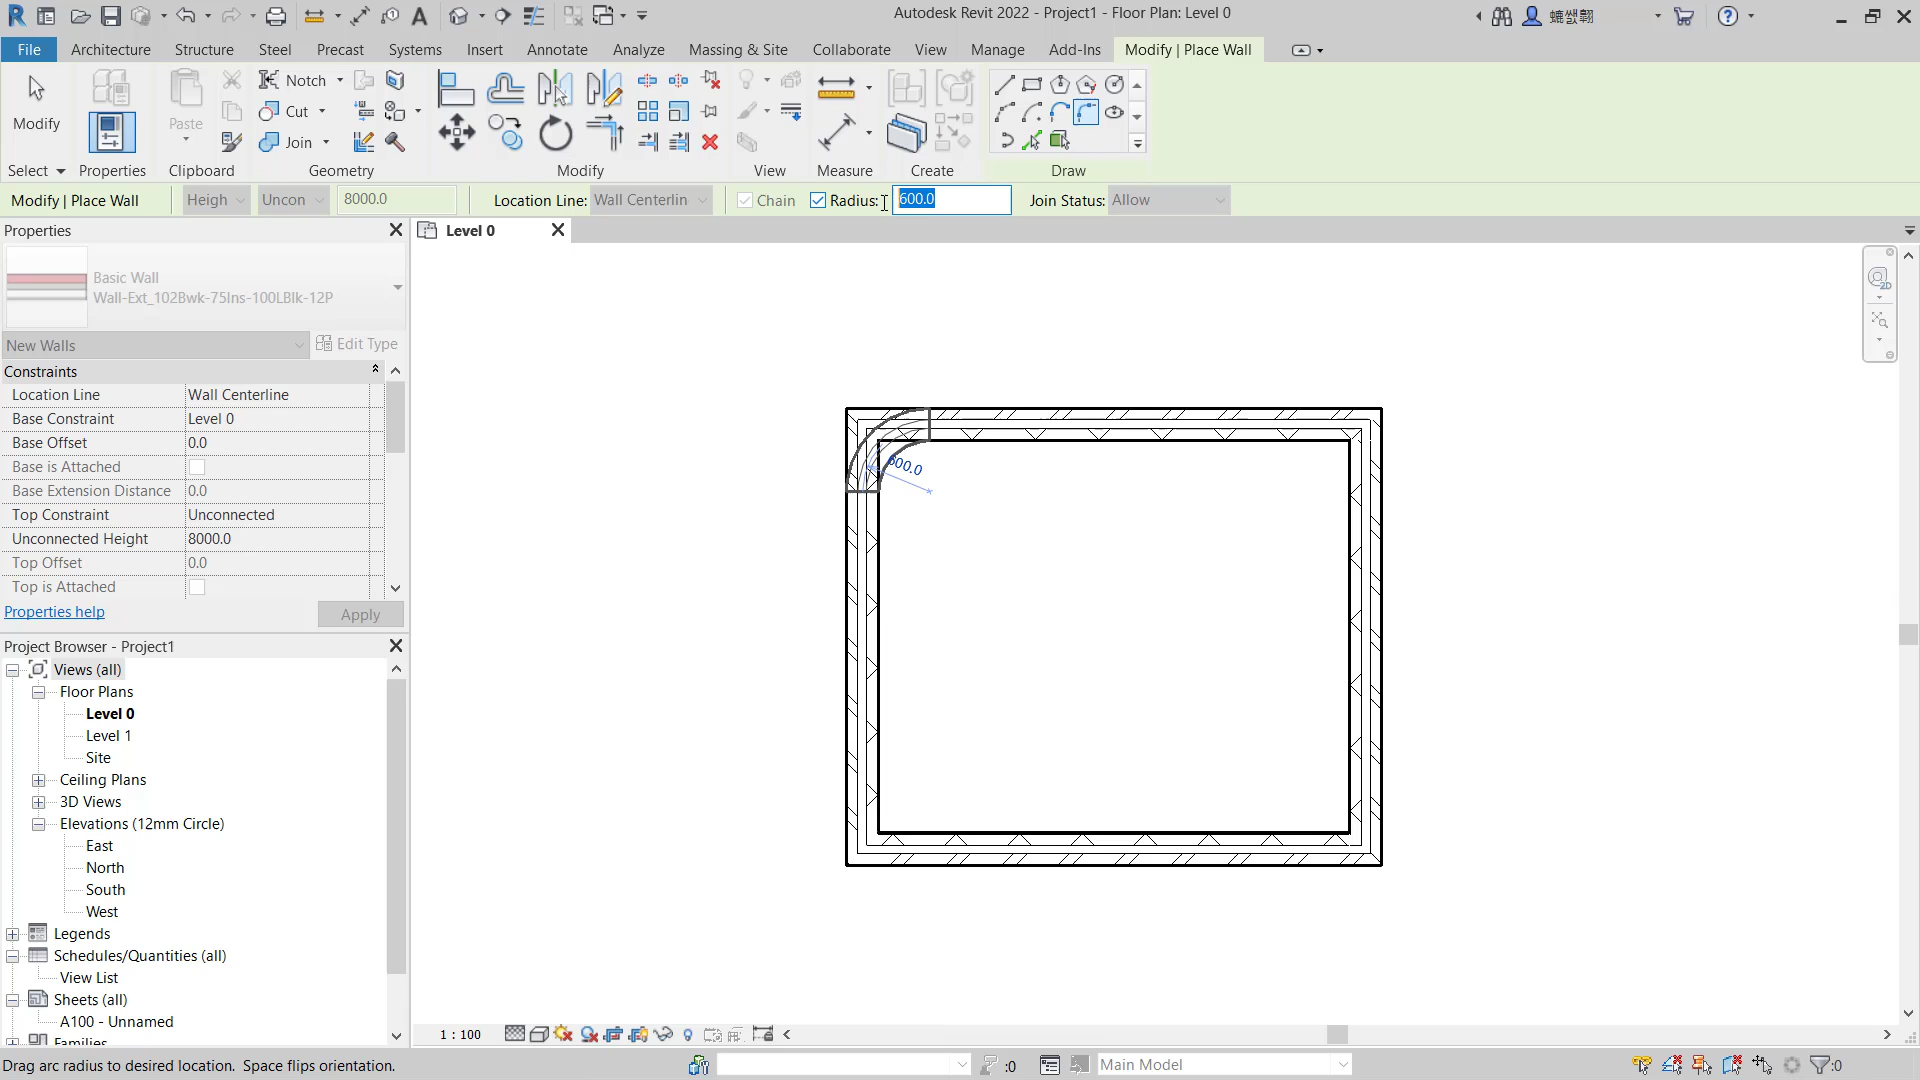 Autodesk Revit 2022 - Project1 - Floor Plan: Level 0
File Architecture Structure Steel Precast Systems Insert Annotate Analyze Massing & Site Collaborate View Manage Add-Ins Modify | Place Wall
Modify
Paste
Notch
Cut
Join
Select Properties Clipboard Geometry Modify View Measure Create Draw
Modify | Place Wall Heigh Uncon 8000.0 Location Line: Wall Centerlin Chain Radius: 600.0 Join Status: Allow
Properties
Level 0
Basic Wall
Wall-Ext_102Bwk-75Ins-100LBlk-12P
New Walls Edit Type
Constraints
Location Line Wall Centerline
Base Constraint Level 0
Base Offset 0.0
Base is Attached
Base Extension Distance 0.0
Top Constraint Unconnected
Unconnected Height 8000.0
Top Offset 0.0
Top is Attached
Properties help Apply
600.0
2D
Project Browser - Project1
Views (all)
Floor Plans
Level 0
Level 1
Site
Ceiling Plans
3D Views
Elevations (12mm Circle)
East
North
South
West
Legends
Schedules/Quantities (all)
View List
Sheets (all)
A100 - Unnamed
Families
1 : 100
Drag arc radius to desired location. Space flips orientation.
:0
Main Model
:0